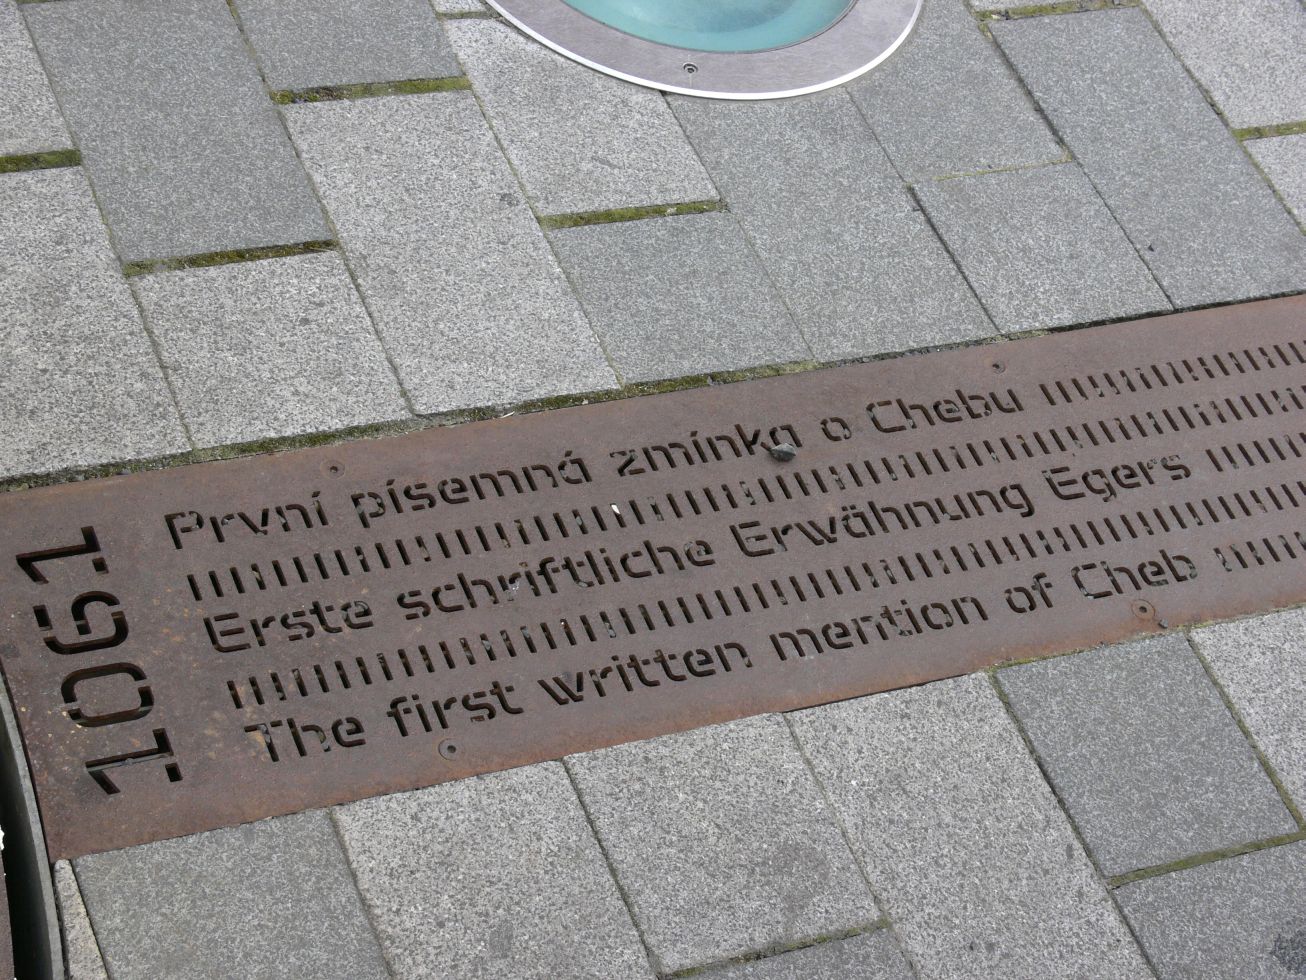 1061
První písemná zmínka o Chebu
Erste schriftliche Erwähnung Egers
The first written mention of Cheb